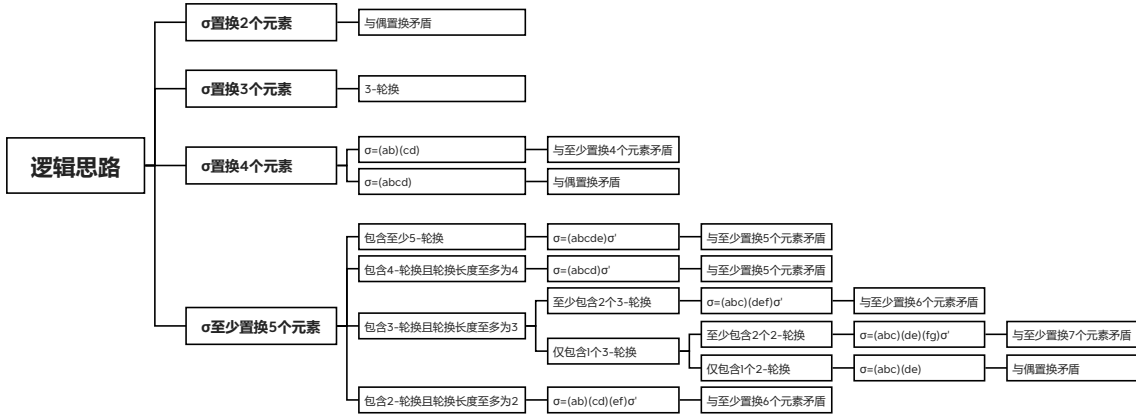 逻辑思路
σ置换2个元素
与偶置换矛盾
σ置换3个元素
3-轮换
σ置换4个元素
σ=(ab)(cd)
与至少置换4个元素矛盾
σ=(abcd)
与偶置换矛盾
σ至少置换5个元素
包含至少5-轮换
σ=(abcde)σ'
与至少置换5个元素矛盾
包含4-轮换且轮换长度至多为4
σ=(abcd)σ'
与至少置换5个元素矛盾
包含3-轮换且轮换长度至多为3
至少包含2个3-轮换
σ=(abc)(def)σ'
与至少置换6个元素矛盾
仅包含1个3-轮换
至少包含2个2-轮换
σ=(abc)(de)(fg)σ'
与至少置换7个元素矛盾
仅包含1个2-轮换
σ=(abc)(de)
与偶置换矛盾
包含2-轮换且轮换长度至多为2
σ=(ab)(cd)(ef)σ'
与至少置换6个元素矛盾